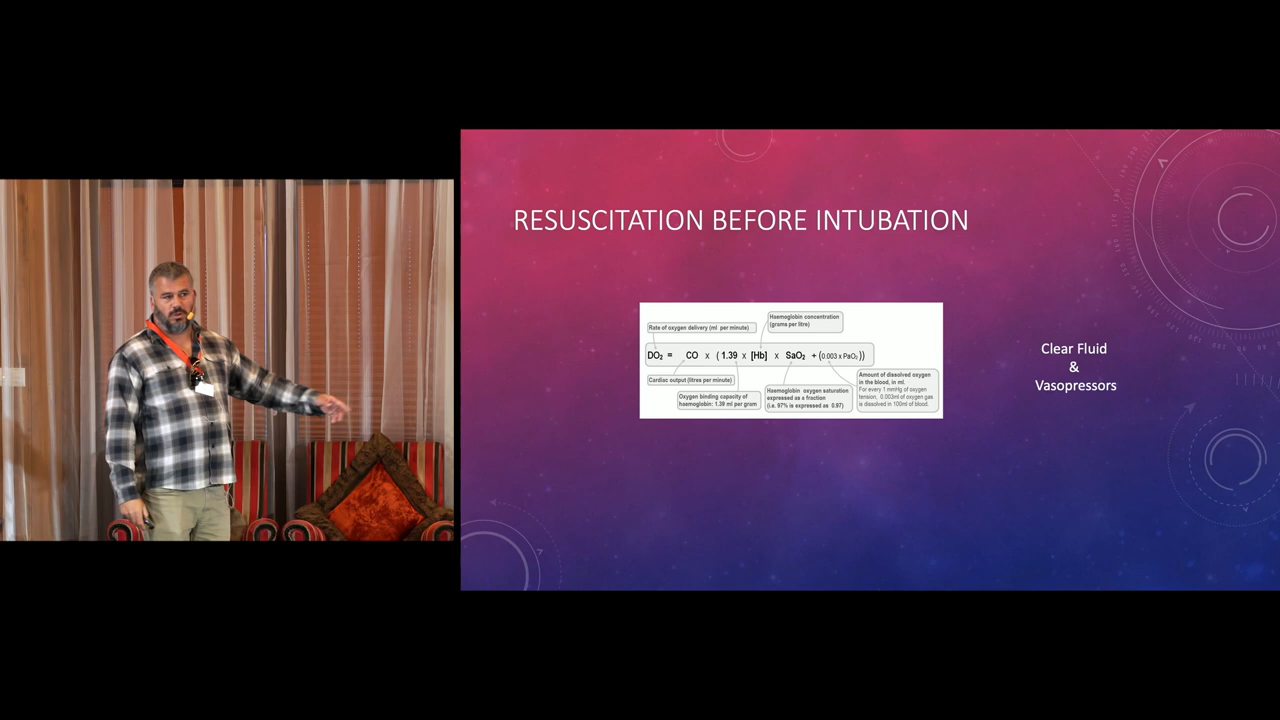 RESUSCITATION BEFORE INTUBATION
Haemoglobin concentration
(grams per litre)
Rate of oxygen delivery (ml per minute)
DO₂ = CO x ( 1.39 x [Hb] x SaO₂ + (0.003 x PaO₂ ))
Cardiac output (litres per minute)
Oxygen binding capacity of
haemoglobin: 1.39 ml per gram
Haemoglobin oxygen saturation
expressed as a fraction
(i.e. 97% is expressed as 0.97)
Amount of dissolved oxygen
in the blood, in ml.
For every 1 mmHg of oxygen
tension, 0.003ml of oxygen gas
is dissolved in 100ml of blood
Clear Fluid
&
Vasopressors